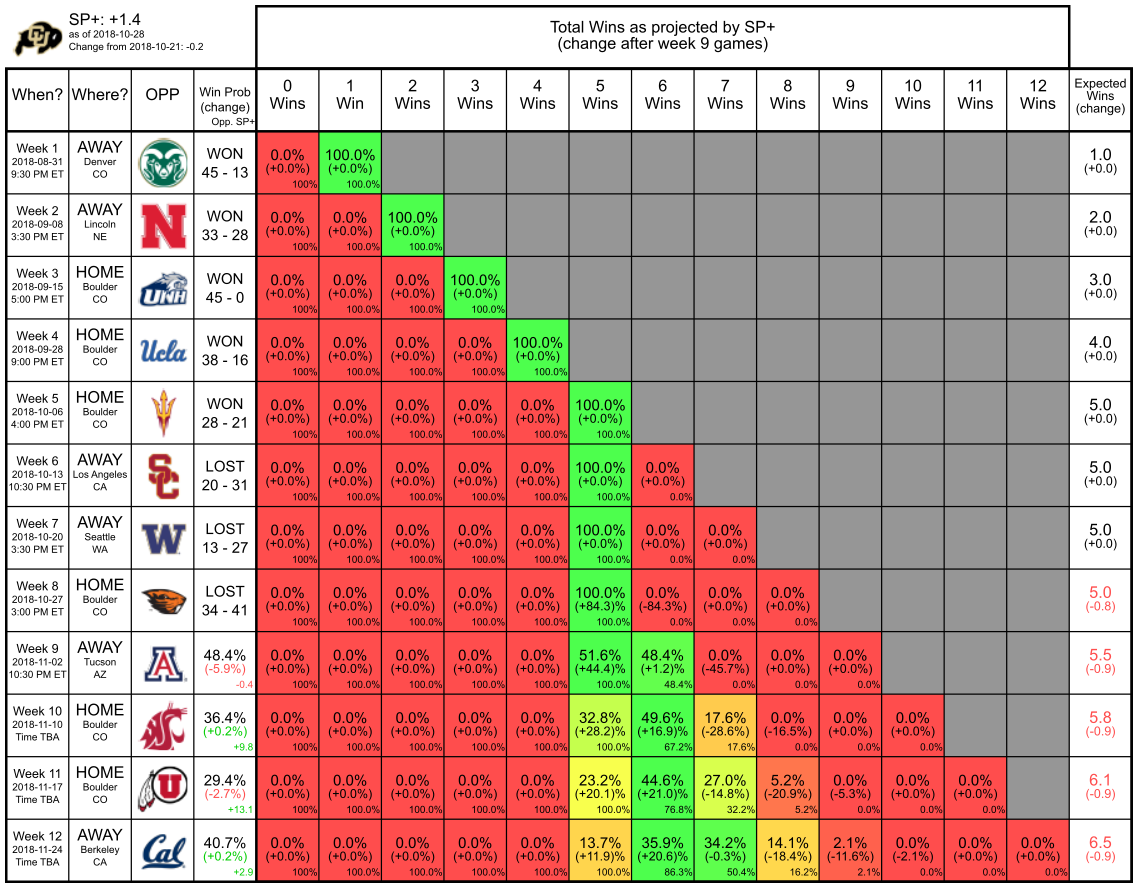 SP+: +1.4
as of 2018-10-28
Change from 2018-10-21: -0.2
Total Wins as projected by SP+
(change after week 9 games)
When? Where? OPP Win Prob (change) Opp. SP+ 0 Wins 1 Win 2 Wins 3 Wins 4 Wins 5 Wins 6 Wins 7 Wins 8 Wins 9 Wins 10 Wins 11 Wins 12 Wins Expected Wins (change)
Week 1 AWAY WON 0.0% 100.0% 1.0
2018-08-31 Denver 45 - 13 (+0.0%) (+0.0%) (+0.0)
9:30 PM ET CO 100% 100.0%
Week 2 AWAY N WON 0.0% 0.0% 100.0% 2.0
2018-09-08 Lincoln 33 - 28 (+0.0%) (+0.0%) (+0.0%) (+0.0)
3:30 PM ET NE 100% 100.0% 100.0%
Week 3 HOME UNH WON 0.0% 0.0% 0.0% 100.0% 3.0
2018-09-15 Boulder 45 - 0 (+0.0%) (+0.0%) (+0.0%) (+0.0%) (+0.0)
5:00 PM ET CO 100% 100.0% 100.0% 100.0%
Week 4 HOME Ucla WON 0.0% 0.0% 0.0% 0.0% 100.0% 4.0
2018-09-28 Boulder 38 - 16 (+0.0%) (+0.0%) (+0.0%) (+0.0%) (+0.0%) (+0.0)
9:00 PM ET CO 100% 100.0% 100.0% 100.0% 100.0%
Week 5 HOME WON 0.0% 0.0% 0.0% 0.0% 0.0% 100.0% 5.0
2018-10-06 Boulder 28 - 21 (+0.0%) (+0.0%) (+0.0%) (+0.0%) (+0.0%) (+0.0%) (+0.0)
4:00 PM ET CO 100% 100.0% 100.0% 100.0% 100.0% 100.0%
Week 6 AWAY SC LOST 0.0% 0.0% 0.0% 0.0% 0.0% 100.0% 0.0% 5.0
2018-10-13 Los Angeles 20 - 31 (+0.0%) (+0.0%) (+0.0%) (+0.0%) (+0.0%) (+0.0%) (+0.0%) (+0.0)
10:30 PM ET CA 100% 100.0% 100.0% 100.0% 100.0% 100.0% 0.0%
Week 7 AWAY W LOST 0.0% 0.0% 0.0% 0.0% 0.0% 100.0% 0.0% 0.0% 5.0
2018-10-20 Seattle 13 - 27 (+0.0%) (+0.0%) (+0.0%) (+0.0%) (+0.0%) (+0.0%) (+0.0%) (+0.0%) (+0.0)
3:30 PM ET WA 100% 100.0% 100.0% 100.0% 100.0% 100.0% 0.0% 0.0%
Week 8 HOME LOST 0.0% 0.0% 0.0% 0.0% 0.0% 100.0% 0.0% 0.0% 0.0% 5.0
2018-10-27 Boulder 34 - 41 (+0.0%) (+0.0%) (+0.0%) (+0.0%) (+0.0%) (+84.3)% (-84.3%) (+0.0%) (+0.0%) (-0.8)
3:00 PM ET CO 100% 100.0% 100.0% 100.0% 100.0% 100.0% 0.0% 0.0% 0.0%
Week 9 AWAY A 48.4% 0.0% 0.0% 0.0% 0.0% 0.0% 51.6% 48.4% 0.0% 0.0% 0.0% 5.5
2018-11-02 Tucson (-5.9%) (+0.0%) (+0.0%) (+0.0%) (+0.0%) (+0.0%) (+44.4)% (+1.2)% (-45.7%) (+0.0%) (+0.0%) (-0.9)
10:30 PM ET AZ -0.4 100% 100.0% 100.0% 100.0% 100.0% 100.0% 48.4% 0.0% 0.0% 0.0%
Week 10 HOME 36.4% 0.0% 0.0% 0.0% 0.0% 0.0% 32.8% 49.6% 17.6% 0.0% 0.0% 0.0% 5.8
2018-11-10 Boulder (+0.2%) (+0.0%) (+0.0%) (+0.0%) (+0.0%) (+0.0%) (+28.2)% (+16.9)% (-28.6%) (-16.5%) (+0.0%) (+0.0%) (-0.9)
Time TBA CO +9.8 100% 100.0% 100.0% 100.0% 100.0% 100.0% 67.2% 17.6% 0.0% 0.0% 0.0%
Week 11 HOME U 29.4% 0.0% 0.0% 0.0% 0.0% 0.0% 23.2% 44.6% 27.0% 5.2% 0.0% 0.0% 0.0% 6.1
2018-11-17 Boulder (-2.7%) (+0.0%) (+0.0%) (+0.0%) (+0.0%) (+0.0%) (+20.1)% (+21.0)% (-14.8%) (-20.9%) (-5.3%) (+0.0%) (+0.0%) (-0.9)
Time TBA CO +13.1 100% 100.0% 100.0% 100.0% 100.0% 100.0% 76.8% 32.2% 5.2% 0.0% 0.0% 0.0%
Week 12 AWAY Cal 40.7% 0.0% 0.0% 0.0% 0.0% 0.0% 13.7% 35.9% 34.2% 14.1% 2.1% 0.0% 0.0% 0.0% 6.5
2018-11-24 Berkeley (+0.2%) (+0.0%) (+0.0%) (+0.0%) (+0.0%) (+0.0%) (+11.9)% (+20.6)% (-0.3%) (-18.4%) (-11.6%) (-2.1%) (+0.0%) (+0.0%) (-0.9)
Time TBA CA +2.9 100% 100.0% 100.0% 100.0% 100.0% 100.0% 86.3% 50.4% 16.2% 2.1% 0.0% 0.0% 0.0%